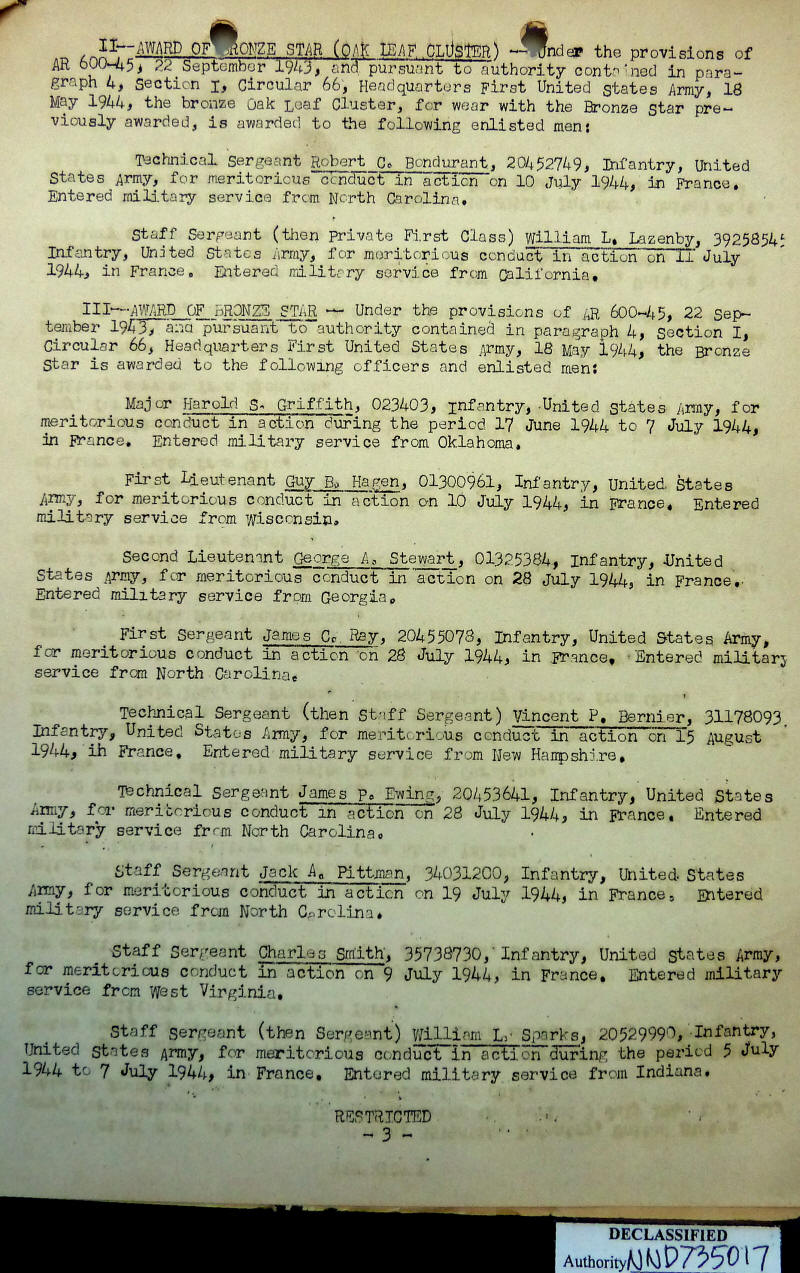 II--AWARD OF BRONZE STAR (OAK LEAF CLUSTER) -- Under the provisions of
AR 600-45, 22 September 1943, and pursuant to authority contained in para-
graph 4, Section I, Circular 66, Headquarters First United States Army, 18
May 1944, the bronze Oak Leaf Cluster, for wear with the Bronze Star pre-
viously awarded, is awarded to the following enlisted men:
Technical Sergeant Robert C. Bondurant, 20452749, Infantry, United
States Army, for meritorious conduct in action on 10 July 1944, in France.
Entered military service from North Carolina.
Staff Sergeant (then Private First Class) William L. Lazenby, 39258545
Infantry, United States Army, for meritorious conduct in action on 11 July
1944, in France. Entered military service from California.
III--AWARD OF BRONZE STAR -- Under the provisions of AR 600-45, 22 Sep-
tember 1943, and pursuant to authority contained in paragraph 4, Section I,
Circular 66, Headquarters First United States Army, 18 May 1944, the Bronze
Star is awarded to the following officers and enlisted men:
Major Harold S. Griffith, 023403, Infantry, United States Army, for
meritorious conduct in action during the period 17 June 1944 to 7 July 1944,
in France. Entered military service from Oklahoma.
First Lieutenant Guy B. Hagen, 01300961, Infantry, United States
Army, for meritorious conduct in action on 10 July 1944, in France. Entered
military service from Wisconsin.
Second Lieutenant George A. Stewart, 01325384, Infantry, United
States Army, for meritorious conduct in action on 28 July 1944, in France.
Entered military service from Georgia.
First Sergeant James C. Ray, 20455078, Infantry, United States Army,
for meritorious conduct in action on 28 July 1944, in France. Entered military
service from North Carolina.
Technical Sergeant (then Staff Sergeant) Vincent P. Bernier, 31178093,
Infantry, United States Army, for meritorious conduct in action on 15 August
1944, ih France. Entered military service from New Hampshire.
Technical Sergeant James P. Ewing, 20453641, Infantry, United States
Army, for meritorious conduct in action on 28 July 1944, in France. Entered
military service from North Carolina.
Staff Sergeant Jack A. Pittman, 34031200, Infantry, United States
Army, for meritorious conduct in action on 19 July 1944, in France. Entered
military service from North Carolina.
Staff Sergeant Charles Smith, 35738730, Infantry, United States Army,
for meritorious conduct in action on 9 July 1944, in France. Entered military
service from West Virginia.
Staff Sergeant (then Sergeant) William L. Sparks, 20529990, Infantry,
United States Army, for meritorious conduct in action during the period 5 July
1944 to 7 July 1944, in France. Entered military service from Indiana.
RESTRICTED
- 3 -
DECLASSIFIED
Authority NND735017